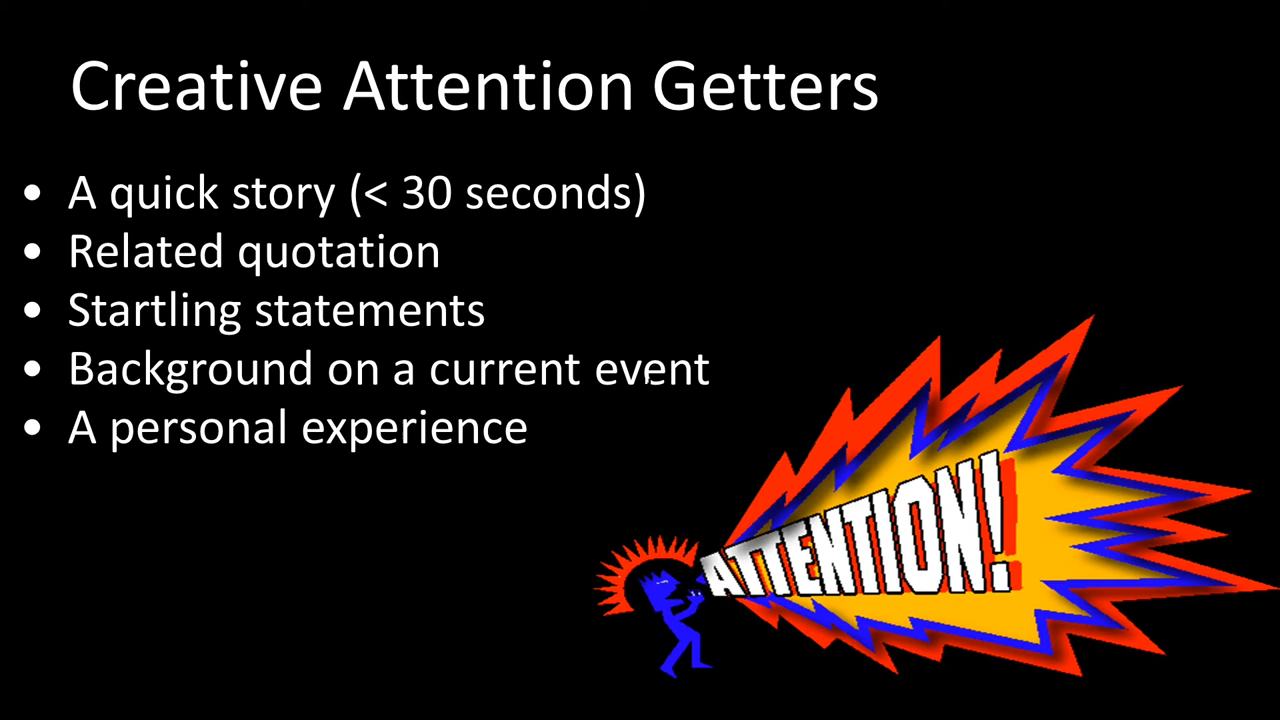 Creative Attention Getters
• A quick story (< 30 seconds)
• Related quotation
• Startling statements
• Background on a current event
• A personal experience
ATTENTION!